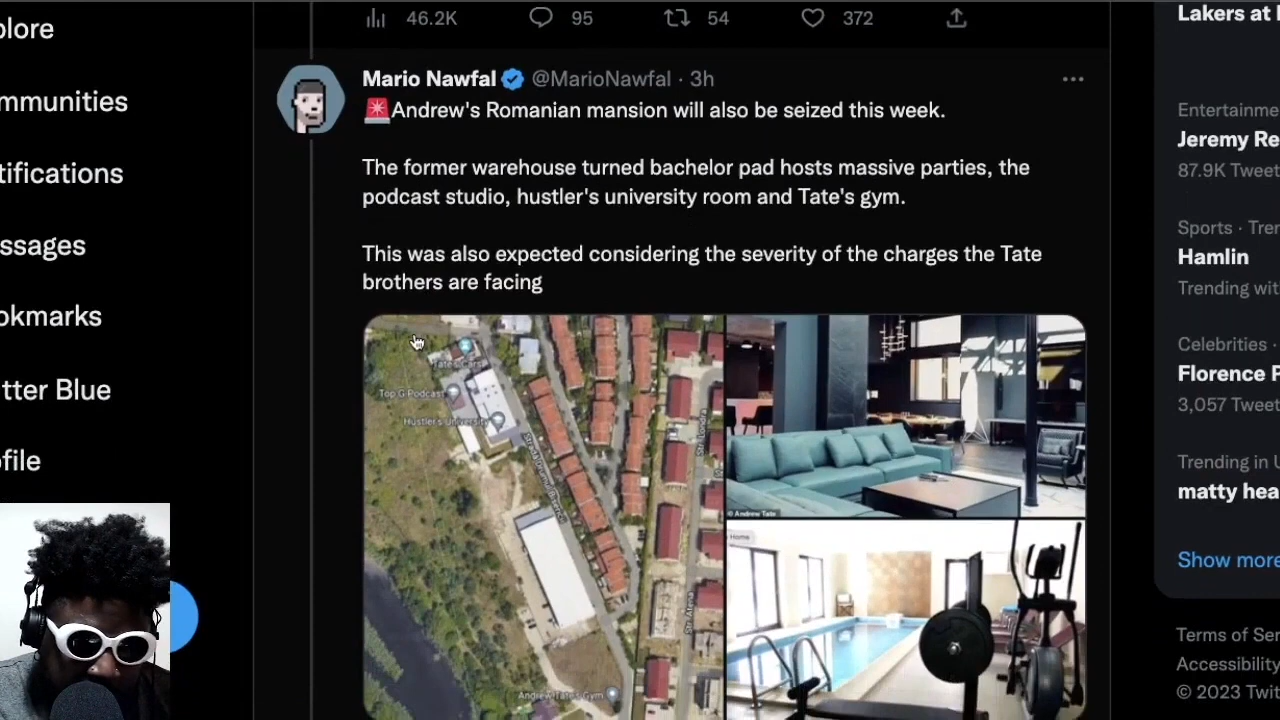 Lakers at
plore
46.2K 95 54 372
Mario Nawfal @MarioNawfal · 3h
Andrew's Romanian mansion will also be seized this week.
mmunities
Entertainme
Jeremy Re
87.9K Tweet
The former warehouse turned bachelor pad hosts massive parties, the
podcast studio, hustler's university room and Tate's gym.
tifications
Sports · Tren
Hamlin
Trending wit
This was also expected considering the severity of the charges the Tate
brothers are facing
ssages
okmarks
Celebrities ·
Florence P
3,057 Tweet
Tate's Cars
Top G Podcast
Hustler's University
tter Blue
ofile
Trending in U
matty hea
© Andrew Tate
Home
Show more
Andrew Tate's Gym
Terms of Ser
Accessibility
© 2023 Twit